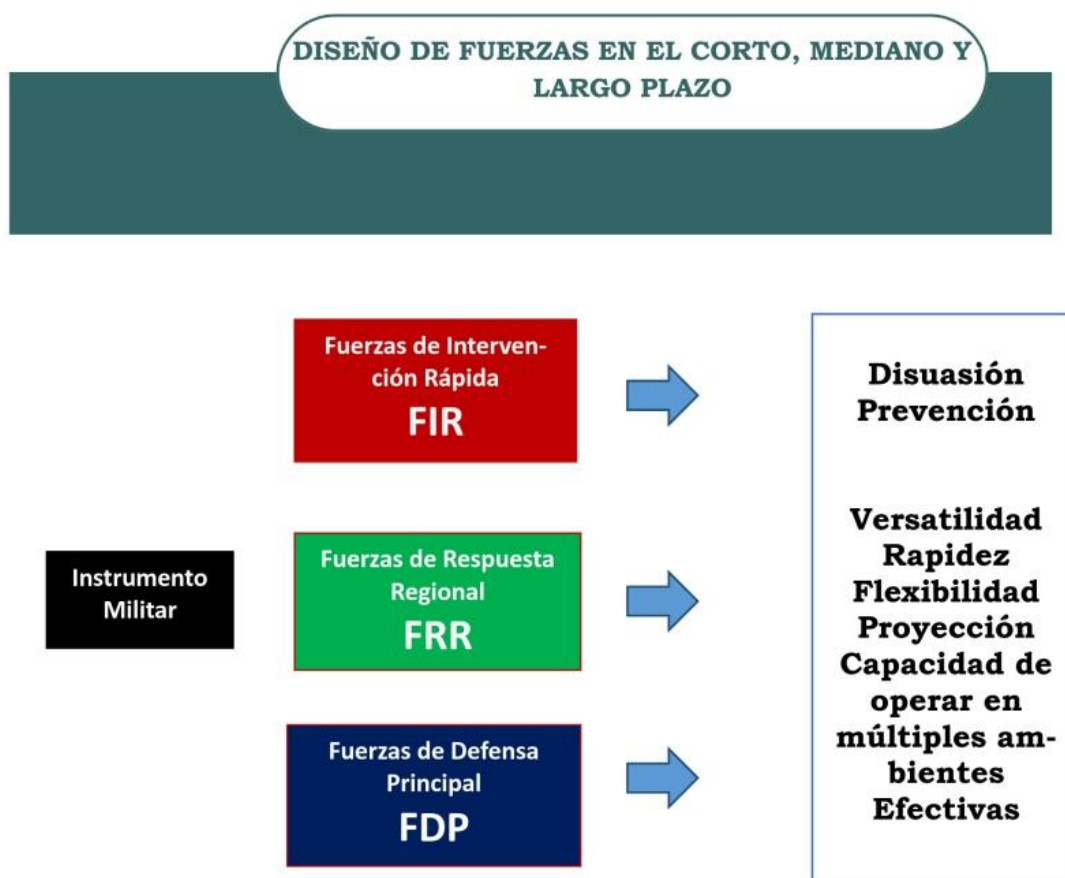 DISEÑO DE FUERZAS EN EL CORTO, MEDIANO Y
LARGO PLAZO
Fuerzas de Interven-
ción Rápida
FIR
Disuasión
Prevención
Instrumento
Militar
Fuerzas de Respuesta
Regional
FRR
Versatilidad
Rapidez
Flexibilidad
Proyección
Capacidad de
operar en
múltiples am-
bientes
Efectivas
Fuerzas de Defensa
Principal
FDP